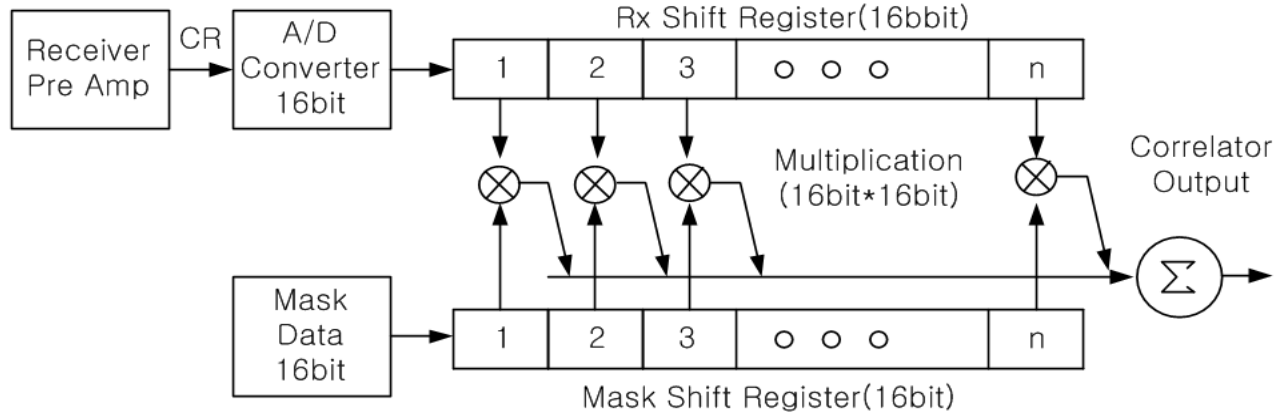 Receiver
Pre Amp
CR
A/D
Converter
16bit
Rx Shift Register(16bbit)
1
2
3
n
Multiplication
(16bit*16bit)
Correlator
Output
Σ
Mask
Data
16bit
1
2
3
n
Mask Shift Register(16bit)